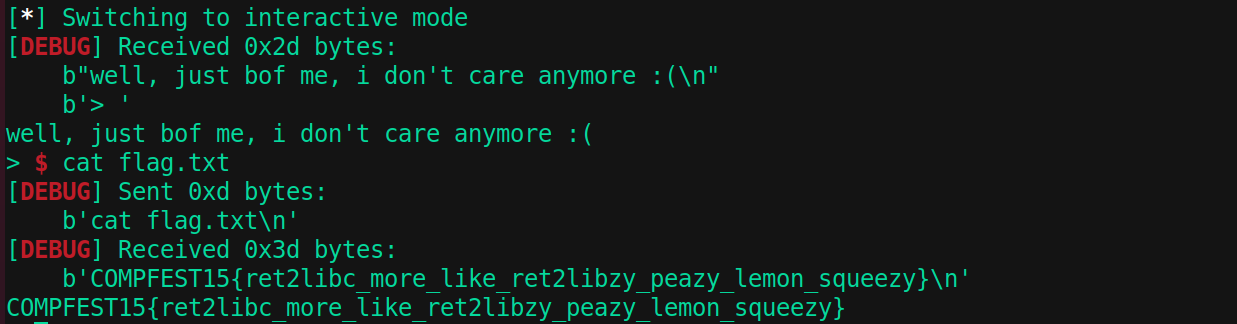 [*] Switching to interactive mode
[DEBUG] Received 0x2d bytes:
    b"well, just bof me, i don't care anymore :(\n"
    b'> '
well, just bof me, i don't care anymore :(
> $ cat flag.txt
[DEBUG] Sent 0xd bytes:
    b'cat flag.txt\n'
[DEBUG] Received 0x3d bytes:
    b'COMPFEST15{ret2libc_more_like_ret2libzy_peazy_lemon_squeezy}\n'
COMPFEST15{ret2libc_more_like_ret2libzy_peazy_lemon_squeezy}